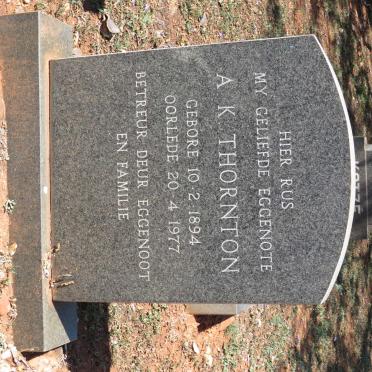 HIER RUS
MY GELIEFDE EGGENOTE
A K THORNTON
GEBORE 10.2.1894
OORLEDE 20.4.1977
BETREUR DEUR EGGENOOT
EN FAMILIE